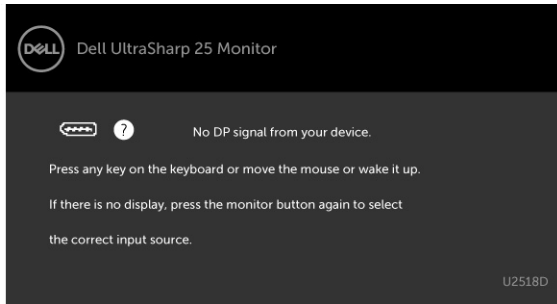 DELL
Dell UltraSharp 25 Monitor
? No DP signal from your device.
Press any key on the keyboard or move the mouse or wake it up.
If there is no display, press the monitor button again to select
the correct input source.
U2518D